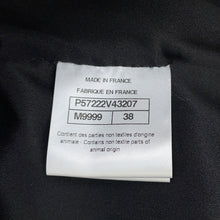 MADE IN FRANCE
FABRIQUE EN FRANCE
P57222V43207
M9999 38
Contient des parties non textiles d'origine
animale - Contains non textile parts of
animal origin